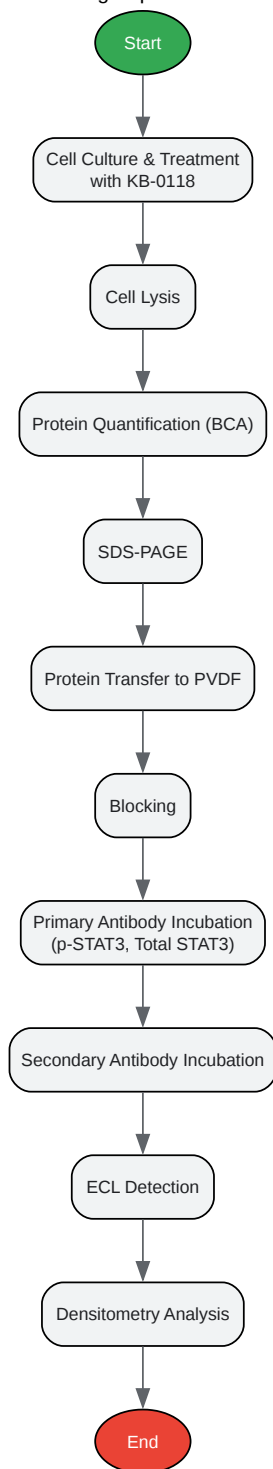 Start
Cell Culture & Treatment
with KB-0118
Cell Lysis
Protein Quantification (BCA)
SDS-PAGE
Protein Transfer to PVDF
Blocking
Primary Antibody Incubation
(p-STAT3, Total STAT3)
Secondary Antibody Incubation
ECL Detection
Densitometry Analysis
End